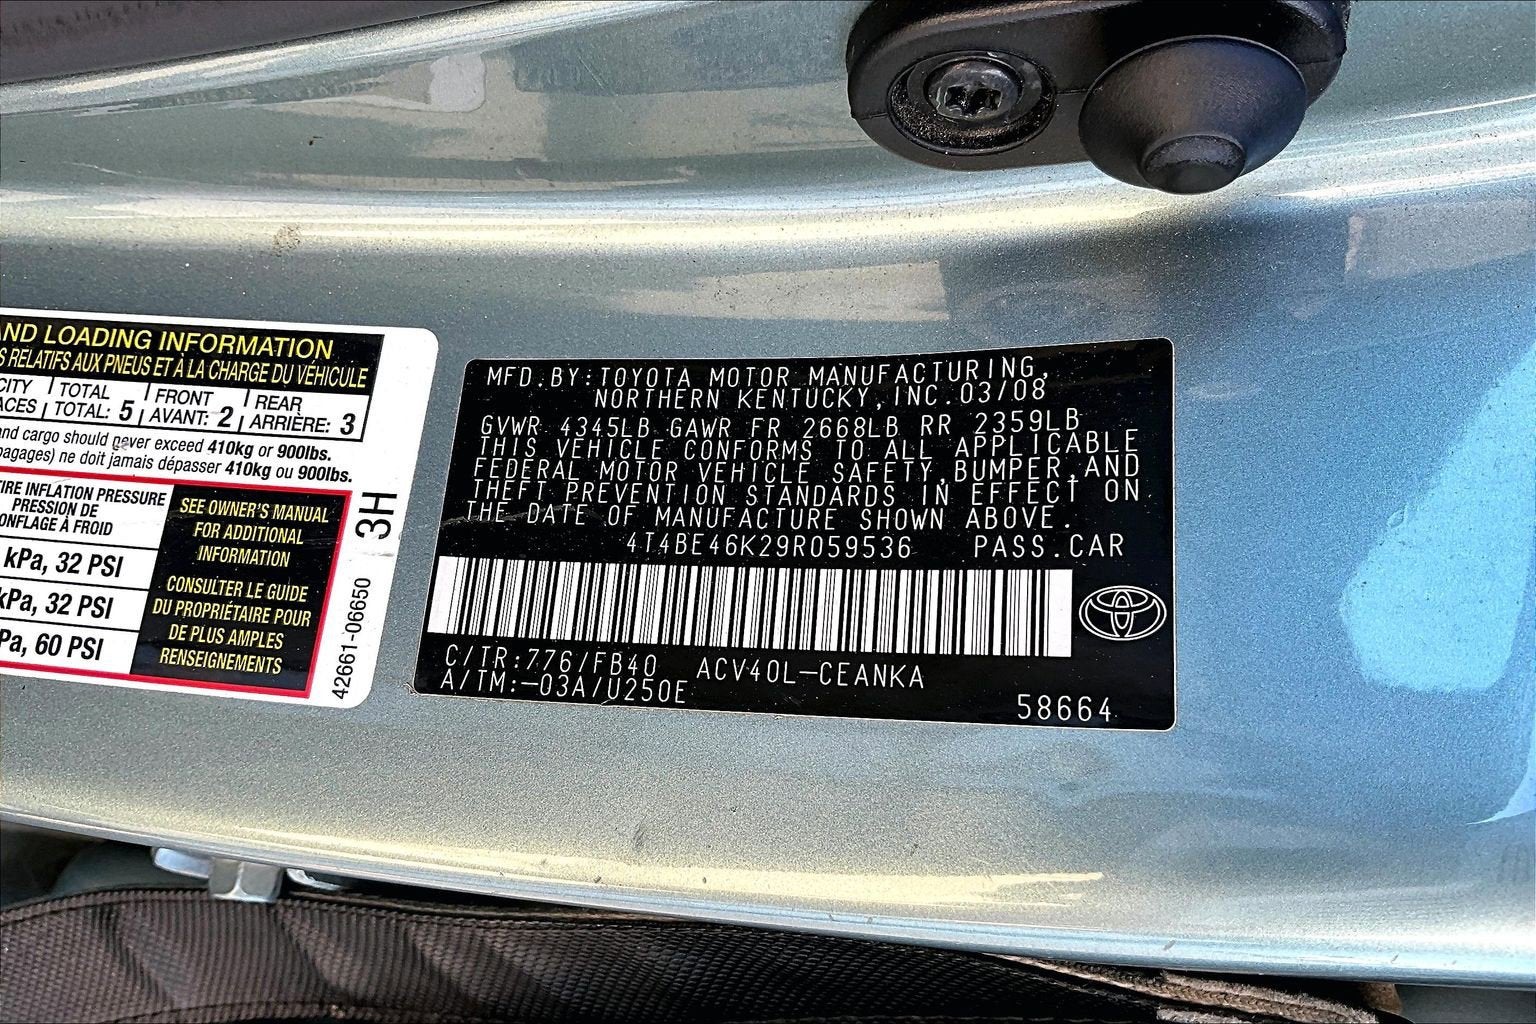 AND LOADING INFORMATION
RELATIFS AUX PNEUS ET À LA CHARGE DU VÉHICULE
TOTAL FRONT REAR
TOTAL: 5 AVANT: 2 ARRIÈRE: 3
and cargo should never exceed 410kg or 900lbs.
ne doit jamais dépasser 410kg ou 900lbs.
INFLATION PRESSURE
PRESSION DE
À FROID
kPa, 32 PSI
kPa, 32 PSI
60 PSI
SEE OWNER'S MANUAL
FOR ADDITIONAL
INFORMATION
CONSULTER LE GUIDE
DU PROPRIÉTAIRE POUR
DE PLUS AMPLES
RENSEIGNEMENTS
3H
42661-06650
MFD.BY:TOYOTA MOTOR MANUFACTURING,
NORTHERN KENTUCKY,INC.03/08
GVWR 4345LB GAWR FR 2668LB RR 2359LB
THIS VEHICLE CONFORMS TO ALL APPLICABLE
FEDERAL MOTOR VEHICLE SAFETY,BUMPER,AND
THEFT PREVENTION STANDARDS IN EFFECT ON
THE DATE OF MANUFACTURE SHOWN ABOVE.
4T4BE46K29R059536 PASS.CAR
C/TR:776/FB40 ACV40L-CEANKA
A/TM:-03A/U250E
58664